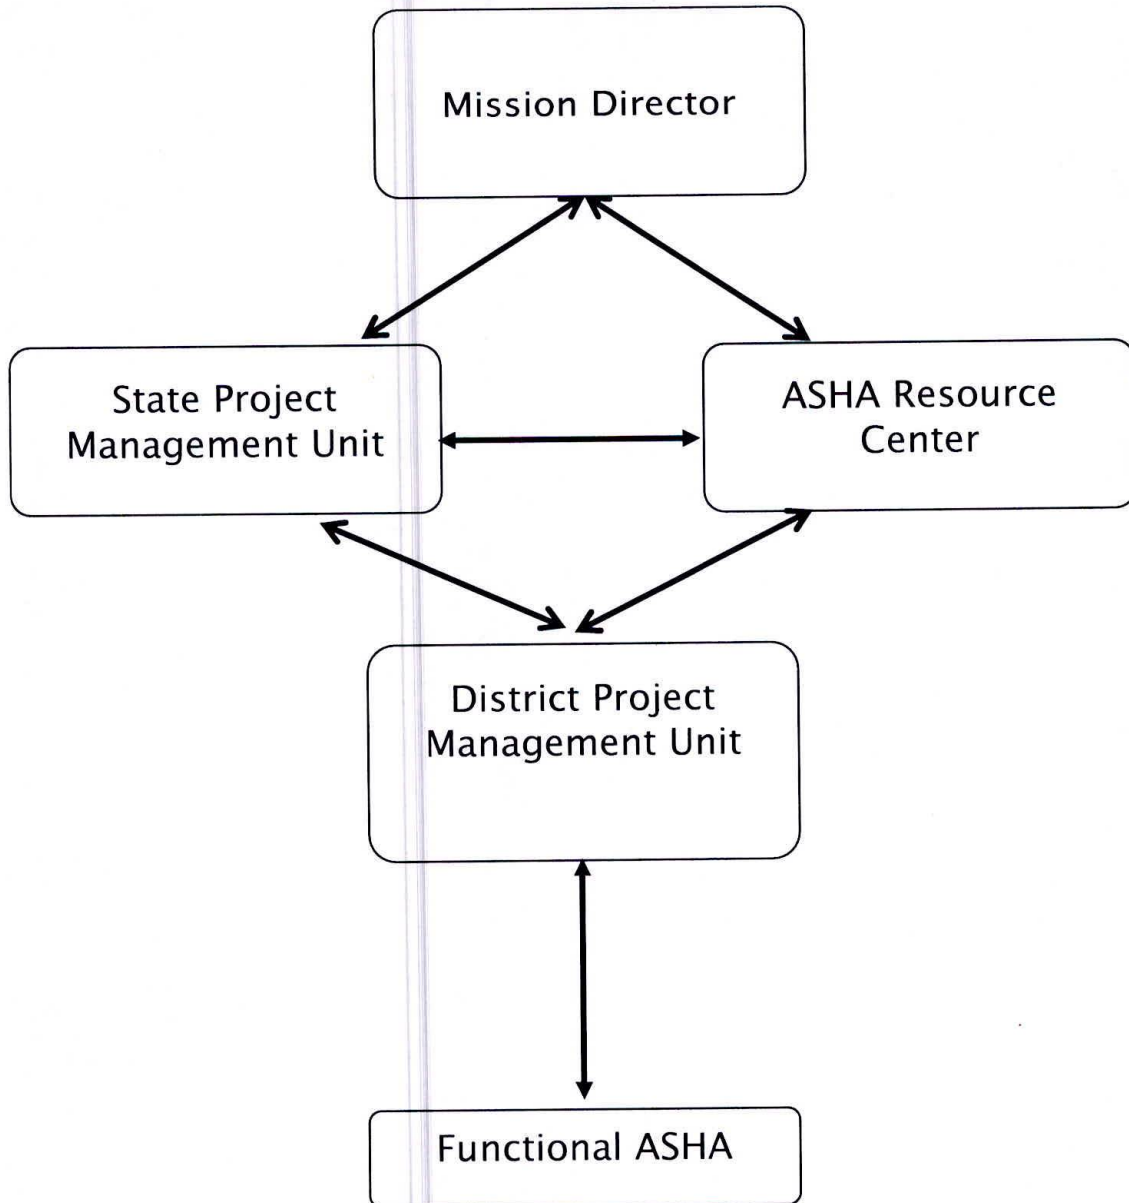 Mission Director
State Project
Management Unit
ASHA Resource
Center
District Project
Management Unit
Functional ASHA